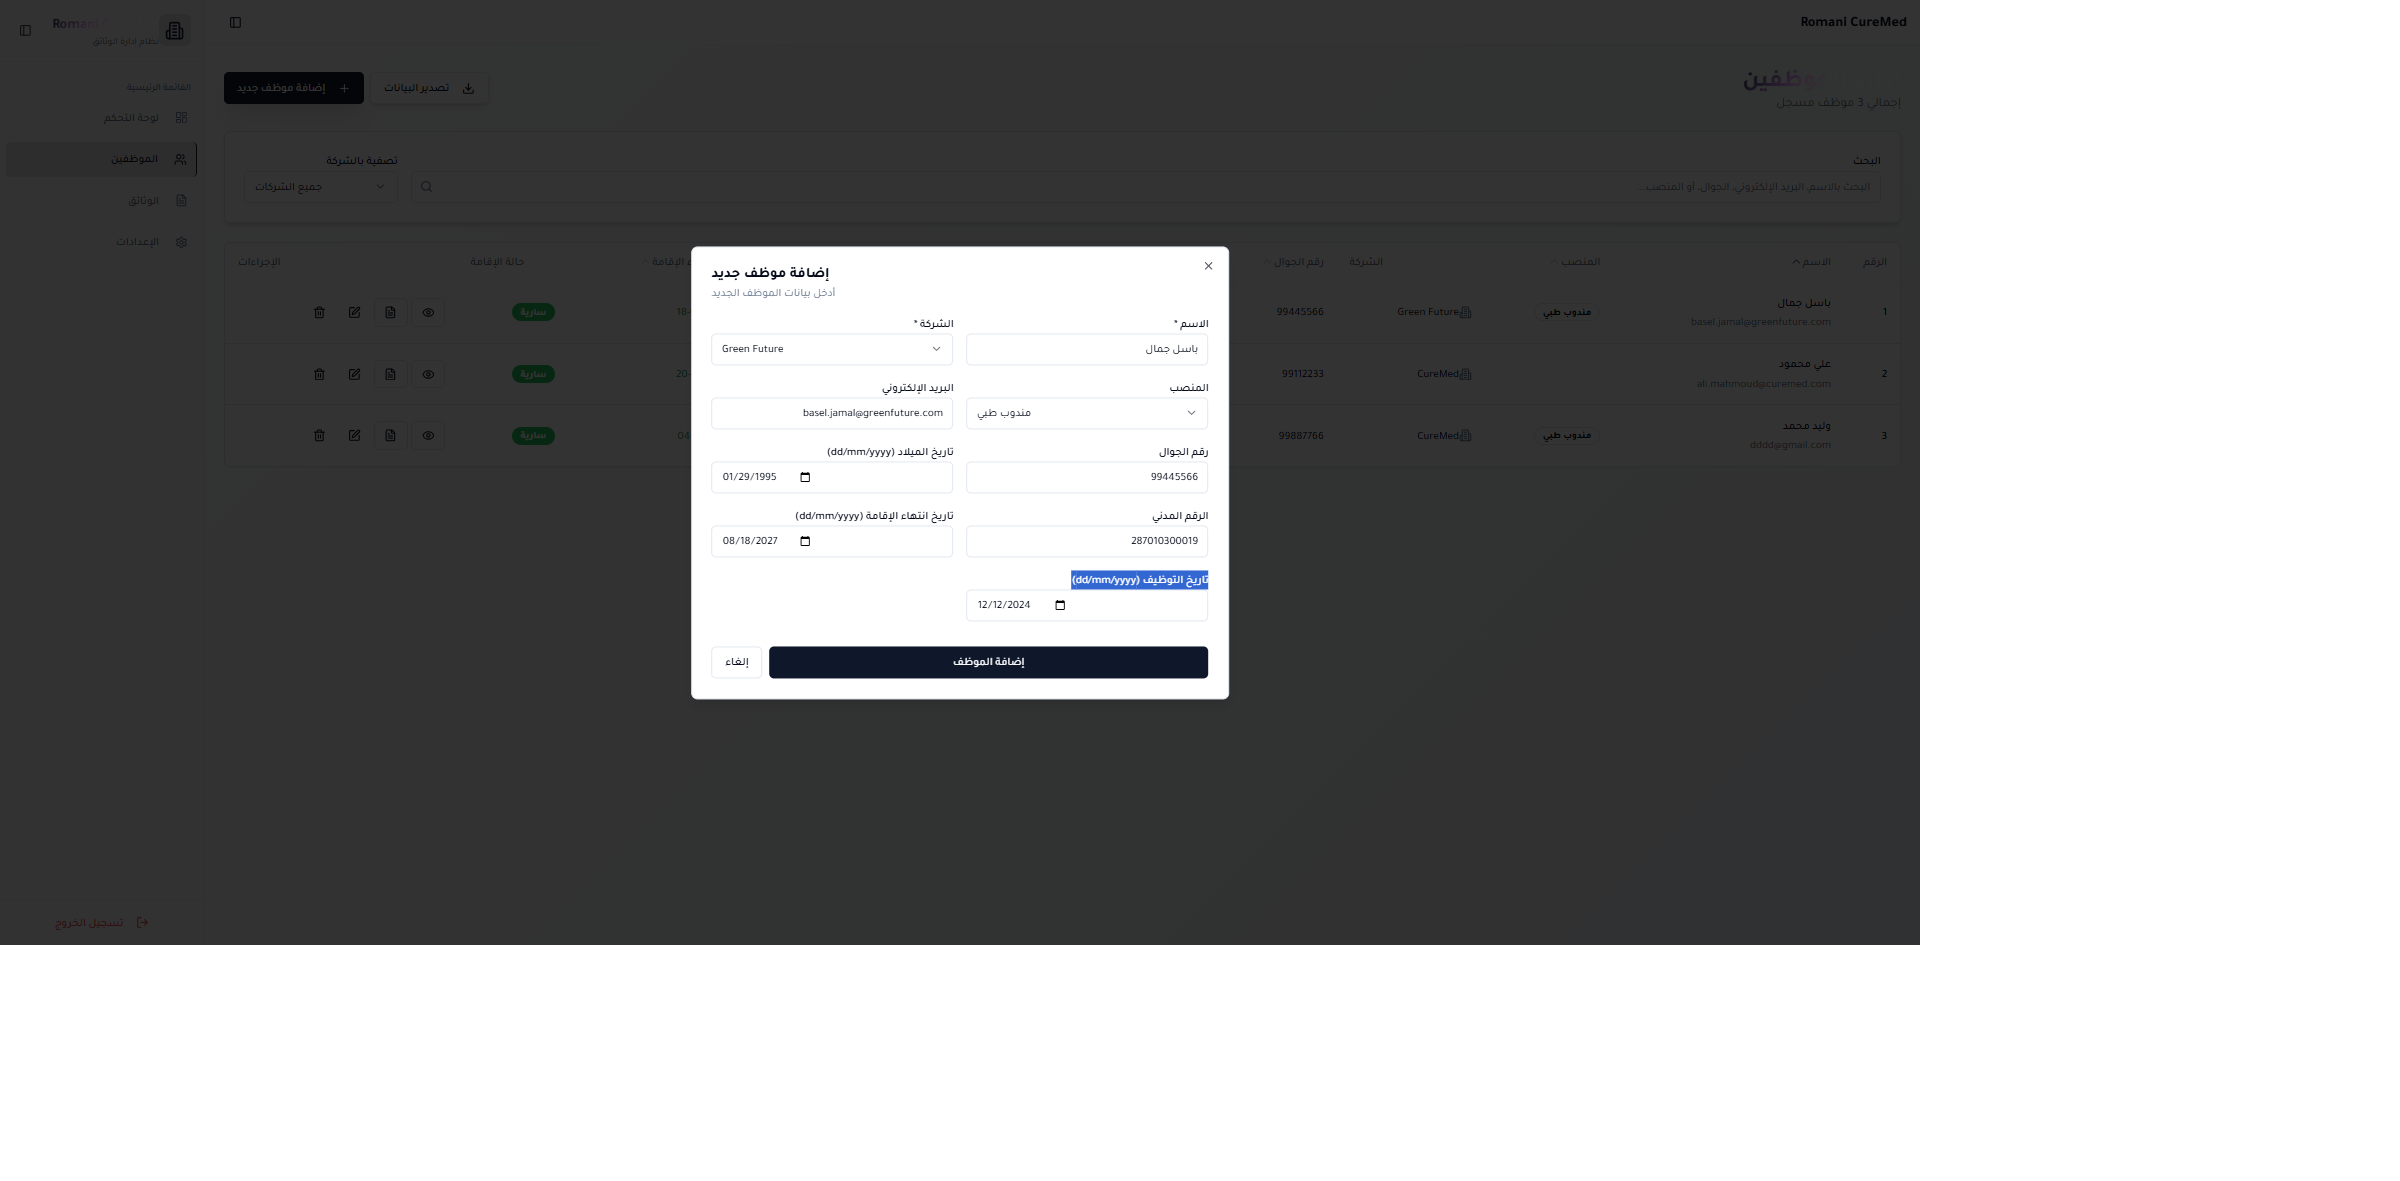 Romani CureMed
Romani
نظام إدارة الوثائق
القائمة الرئيسية
لوحة التحكم
الموظفين
الوثائق
الإعدادات
تسجيل الخروج
إجمالي 3 موظف مسجل
تصدير البيانات
إضافة موظف جديد
البحث
تصفية بالشركة
البحث بالاسم، البريد الإلكتروني، الجوال، أو المنصب...
جميع الشركات
الرقم الاسم المنصب الشركة رقم الجوال الإقامة حالة الإقامة الإجراءات
1 باسل جمال مندوب طبي Green Future 99445566 18- سارية
basel.jamal@greenfuture.com
2 علي محمود CureMed 99112233 20- سارية
ali.mahmoud@curemed.com
3 وليد محمد مندوب طبي CureMed 99887766 04 سارية
dddd@gmail.com
إضافة موظف جديد
أدخل بيانات الموظف الجديد
الاسم *
باسل جمال
الشركة *
Green Future
المنصب
مندوب طبي
البريد الإلكتروني
basel.jamal@greenfuture.com
رقم الجوال
99445566
تاريخ الميلاد (dd/mm/yyyy)
01/29/1995
الرقم المدني
287010300019
تاريخ انتهاء الإقامة (dd/mm/yyyy)
08/18/2027
تاريخ التوظيف (dd/mm/yyyy)
12/12/2024
إضافة الموظف
إلغاء